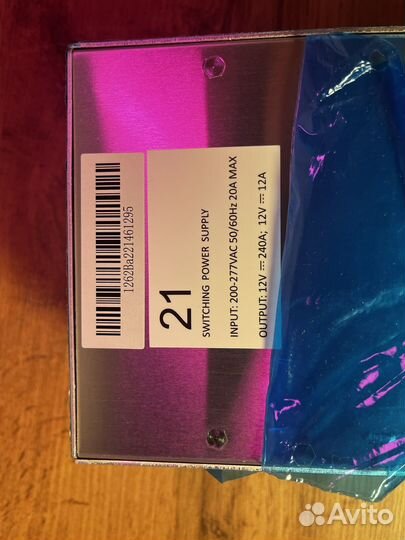 1262Ba221461295
21
SWITCHING POWER SUPPLY
INPUT: 200-277VAC 50/60Hz 20A MAX
OUTPUT: 12V ⎓ 240A; 12V ⎓ 12A
Avito